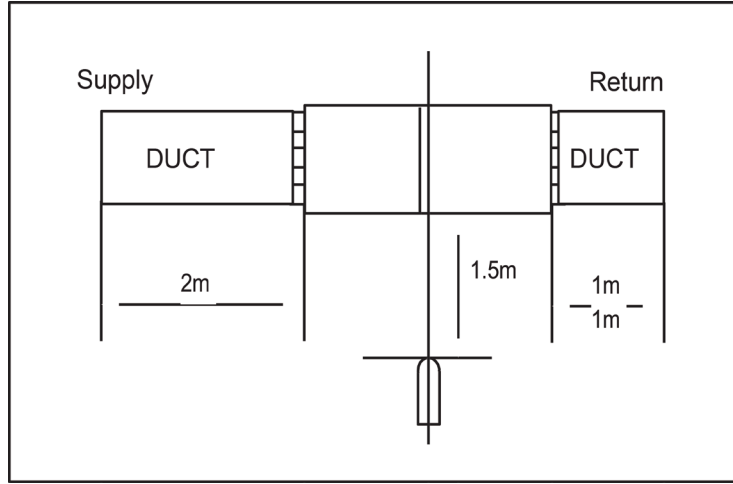 Supply
Return
DUCT
DUCT
2m
1.5m
1m
1m